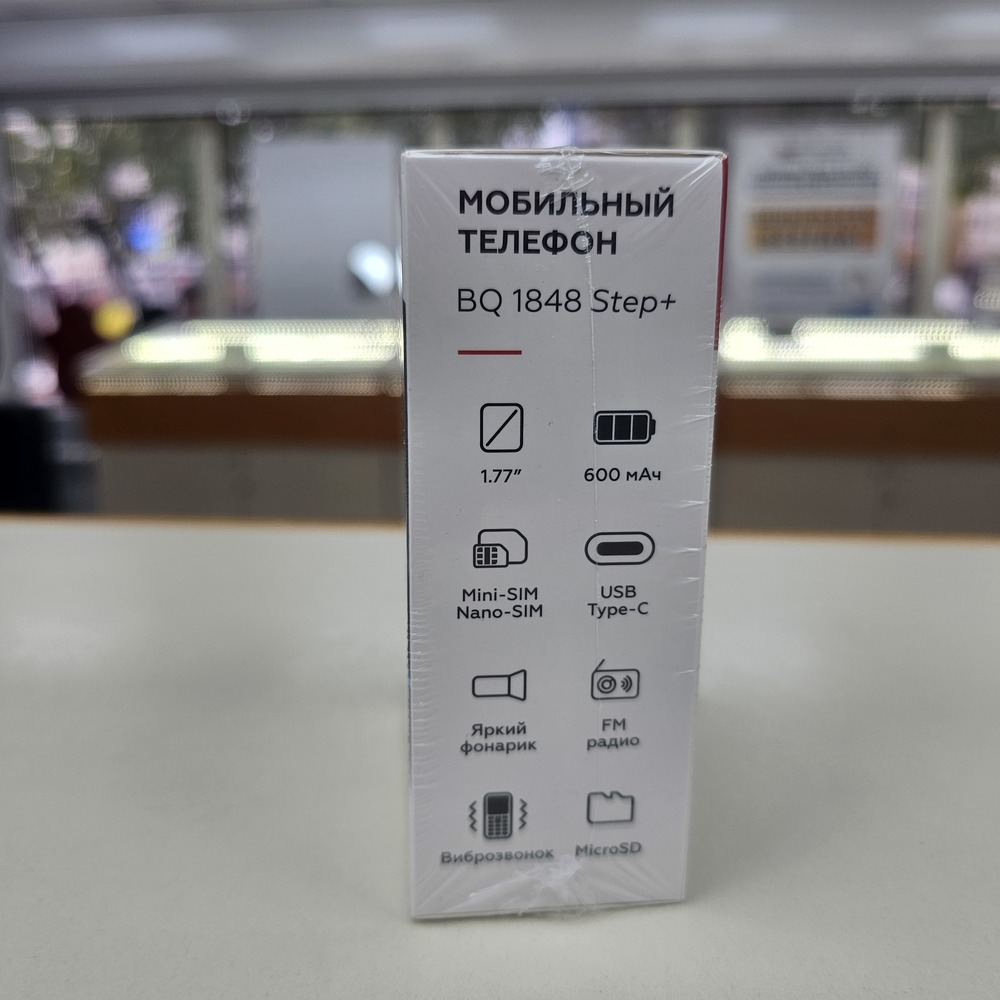 МОБИЛЬНЫЙ
ТЕЛЕФОН
BQ 1848 Step+
1.77″
600 мАч
Mini-SIM
Nano-SIM
USB
Type-C
Яркий
фонарик
FM
радио
Виброзвонок
MicroSD